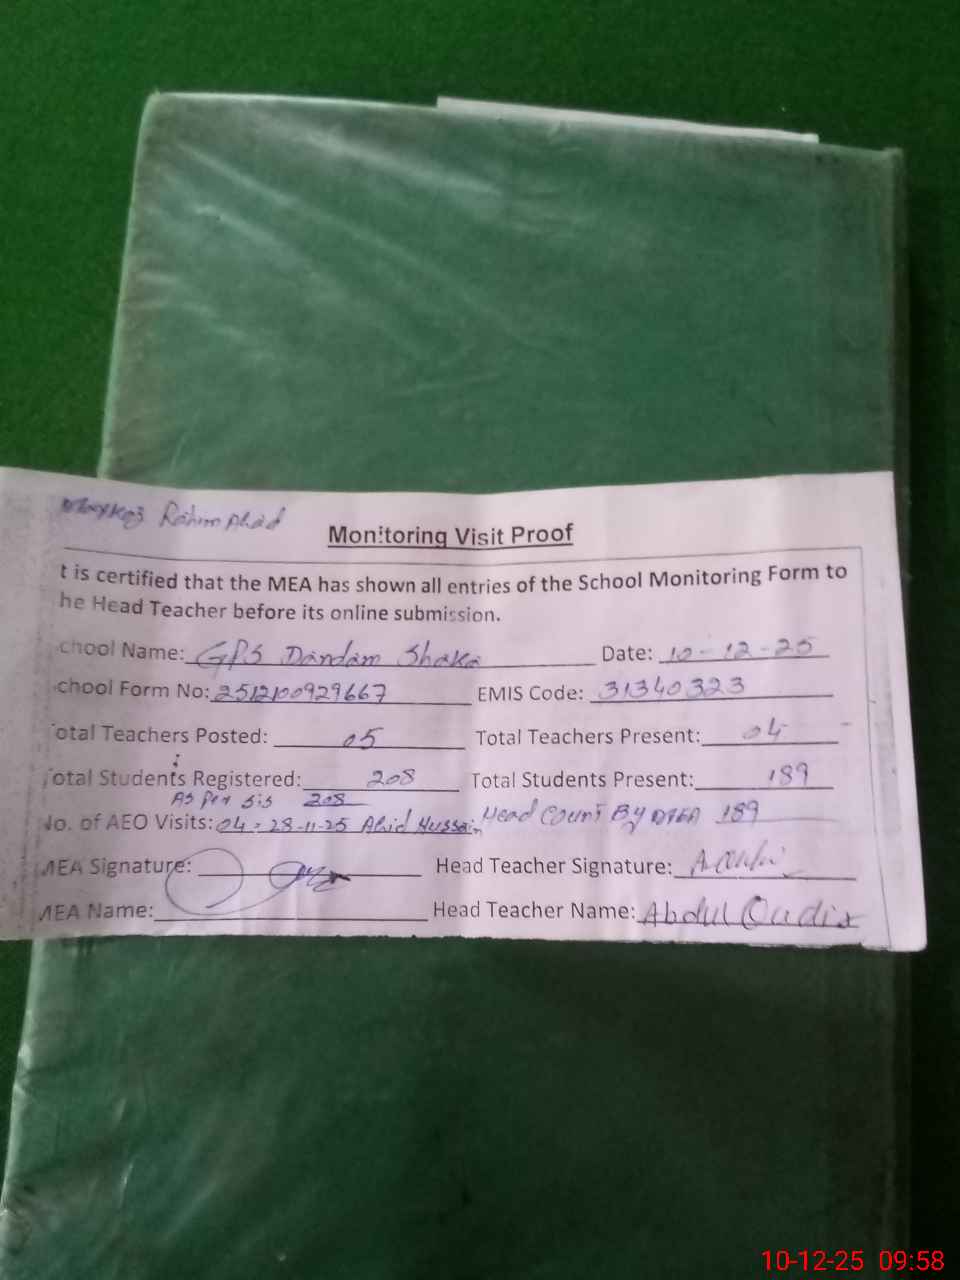 Markaz Rahim Abad
Monitoring Visit Proof
t is certified that the MEA has shown all entries of the School Monitoring Form to
he Head Teacher before its online submission.
chool Name: GPS Dandam Shaka Date: 10-12-25
chool Form No: 2512100929667 EMIS Code: 31340323
otal Teachers Posted: 05 Total Teachers Present: 04
otal Students Registered: 208 Total Students Present: 189
As per SiS 208
No. of AEO Visits: 04 - 28-11-25 Abid Hussain Head Count By MEA 189
MEA Signature: Head Teacher Signature:
MEA Name: Head Teacher Name: Abdul Qadir
10-12-25 09:58